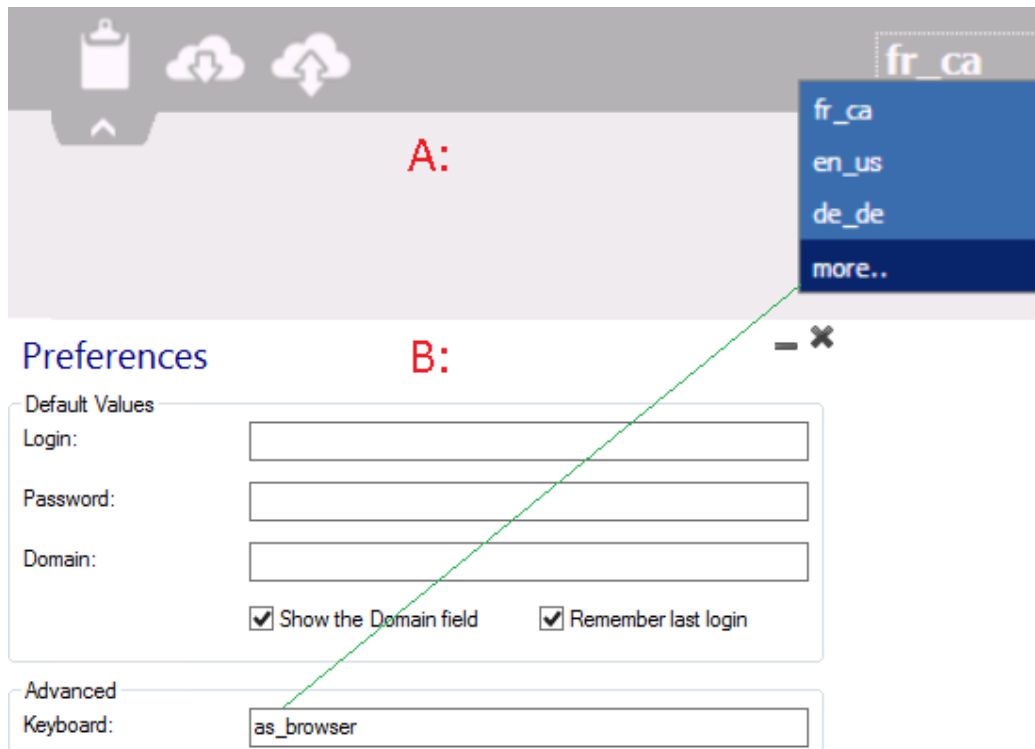 fr_ca
fr_ca
A:
en_us
de_de
more..
Preferences
B:
Default Values
Login:
Password:
Domain:
Show the Domain field Remember last login
Advanced
Keyboard: as_browser